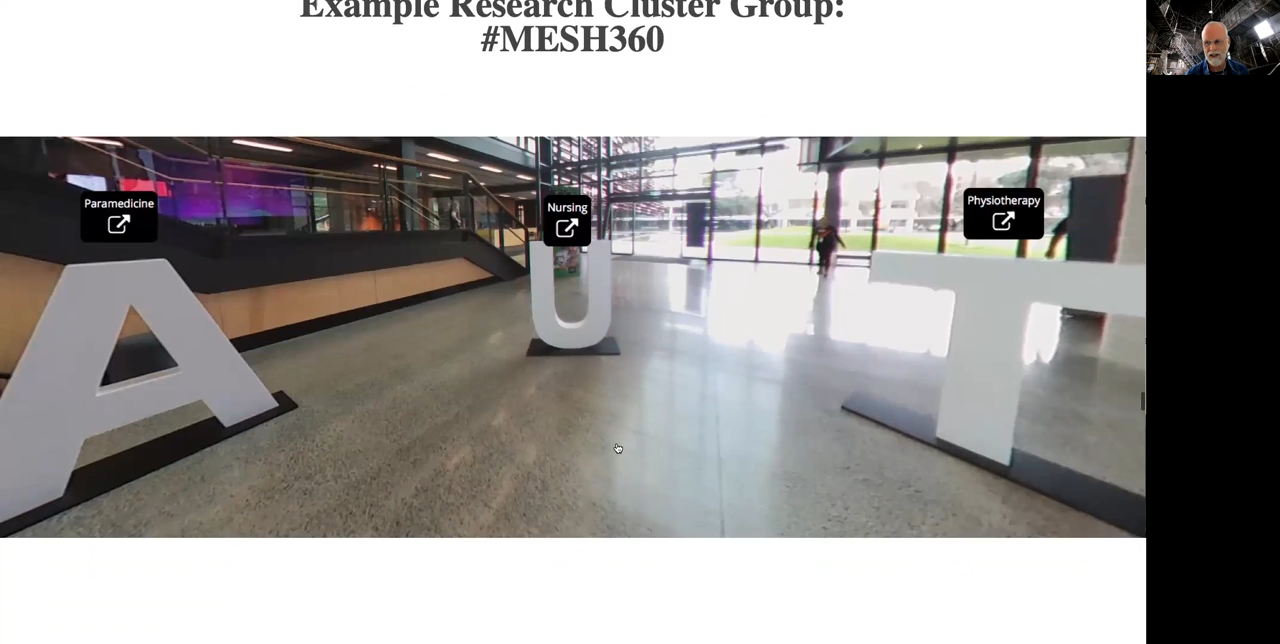 Example Research Cluster Group:
#MESH360
Paramedicine
Nursing
Physiotherapy
A U T